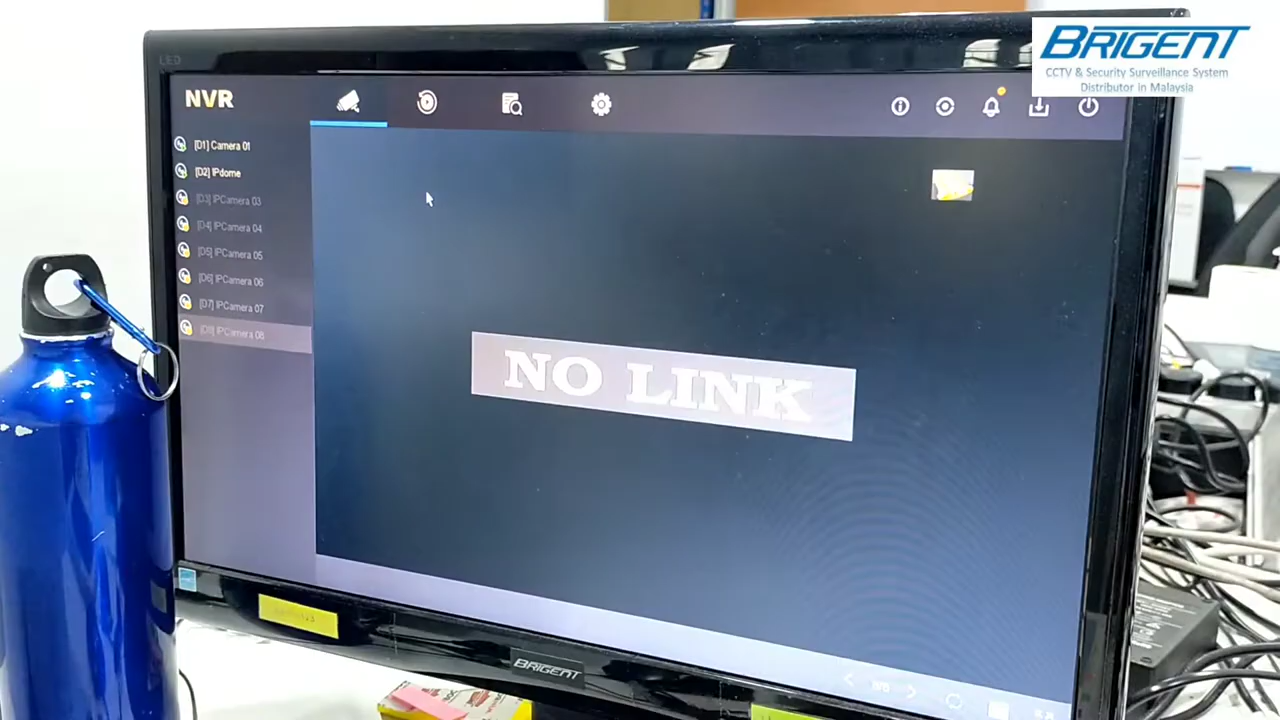 LED
BRIGENT
CCTV & Security Surveillance System
Distributor in Malaysia
NVR
[D1] Camera 01
[D2] IPdome
[D3] IPCamera 03
[D4] IPCamera 04
[D5] IPCamera 05
[D6] IPCamera 06
[D7] IPCamera 07
[D8] IPCamera 08
NO LINK
BRIGENT